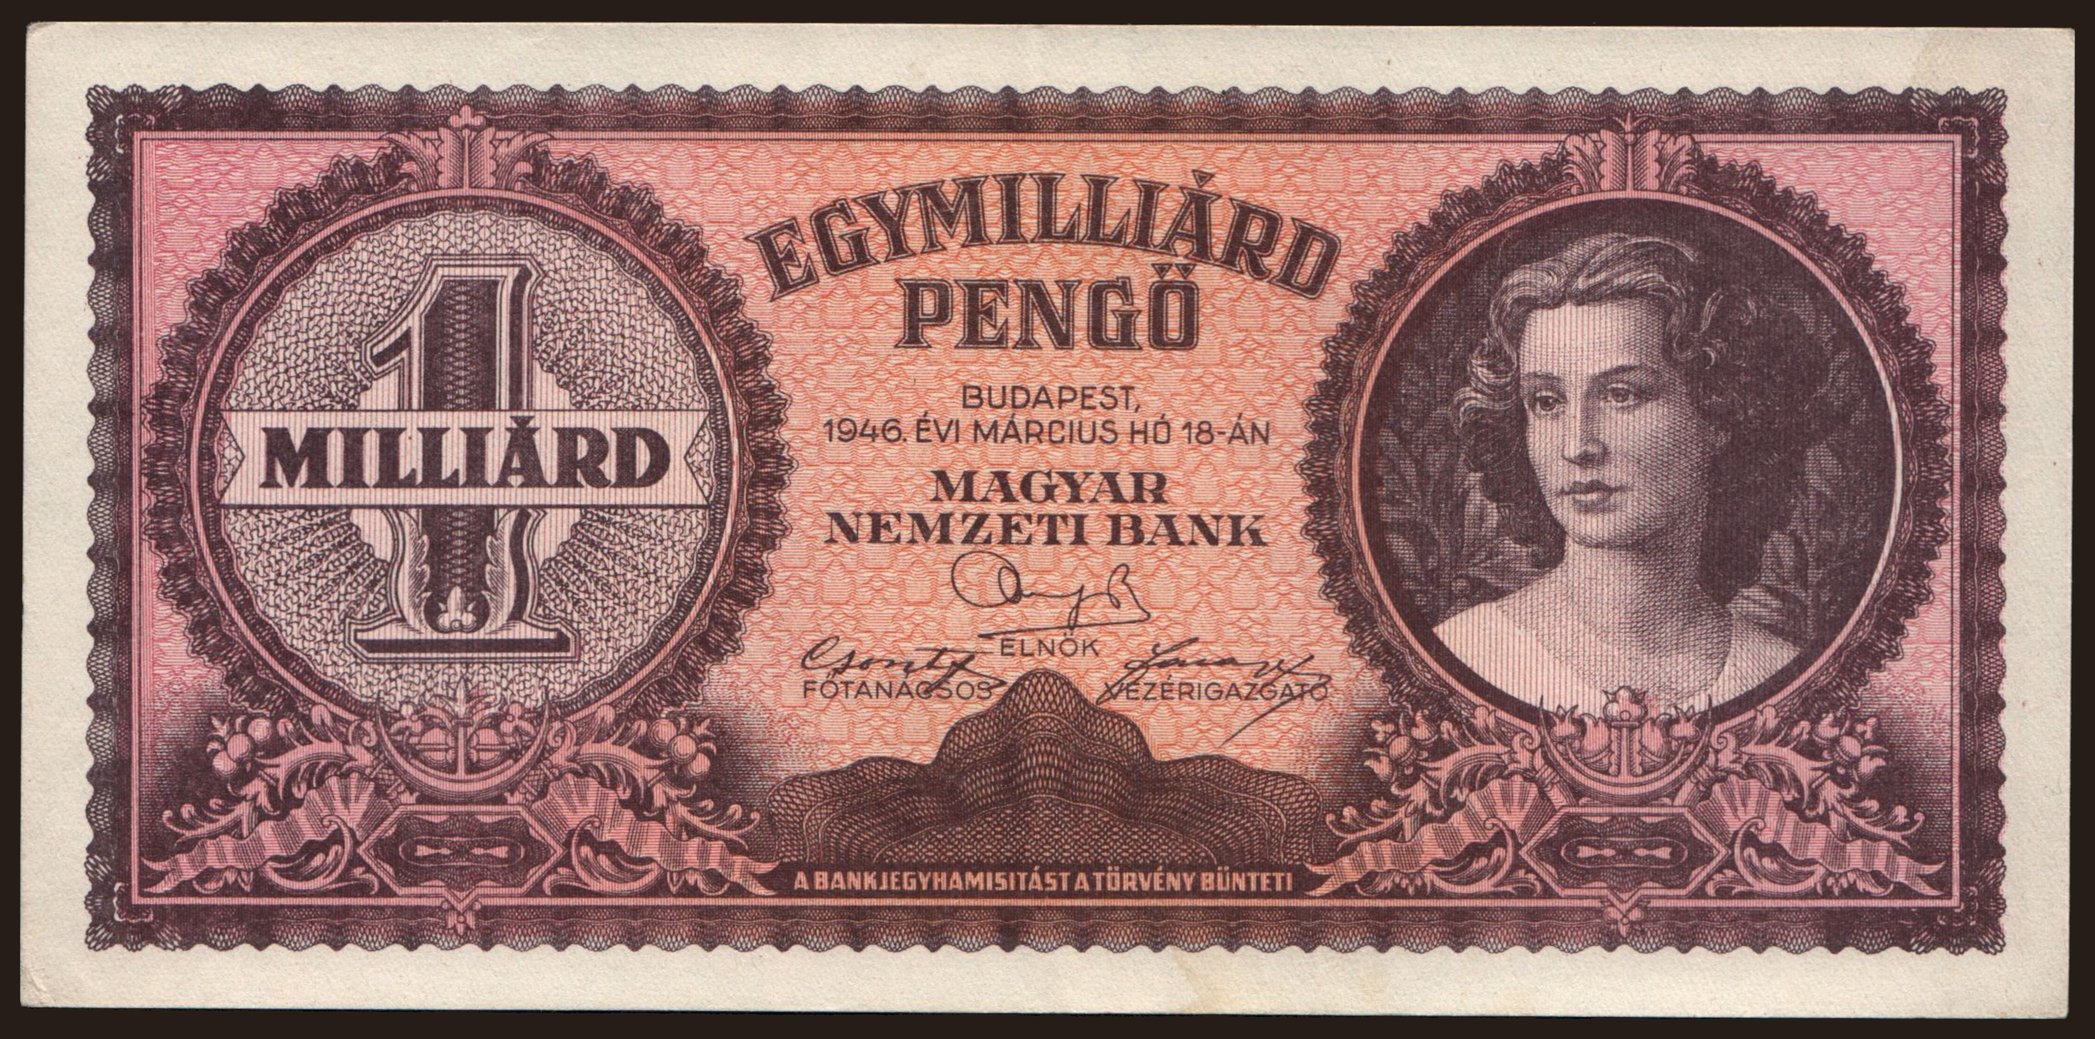 EGYMILLIÁRD
PENGŐ
1
MILLIÁRD
BUDAPEST,
1946. ÉVI MÁRCIUS HÓ 18-ÁN
MAGYAR
NEMZETI BANK
ELNÖK
FŐTANÁCSOS
VEZÉRIGAZGATÓ
A BANKJEGYHAMISITÁST A TÖRVÉNY BÜNTETI